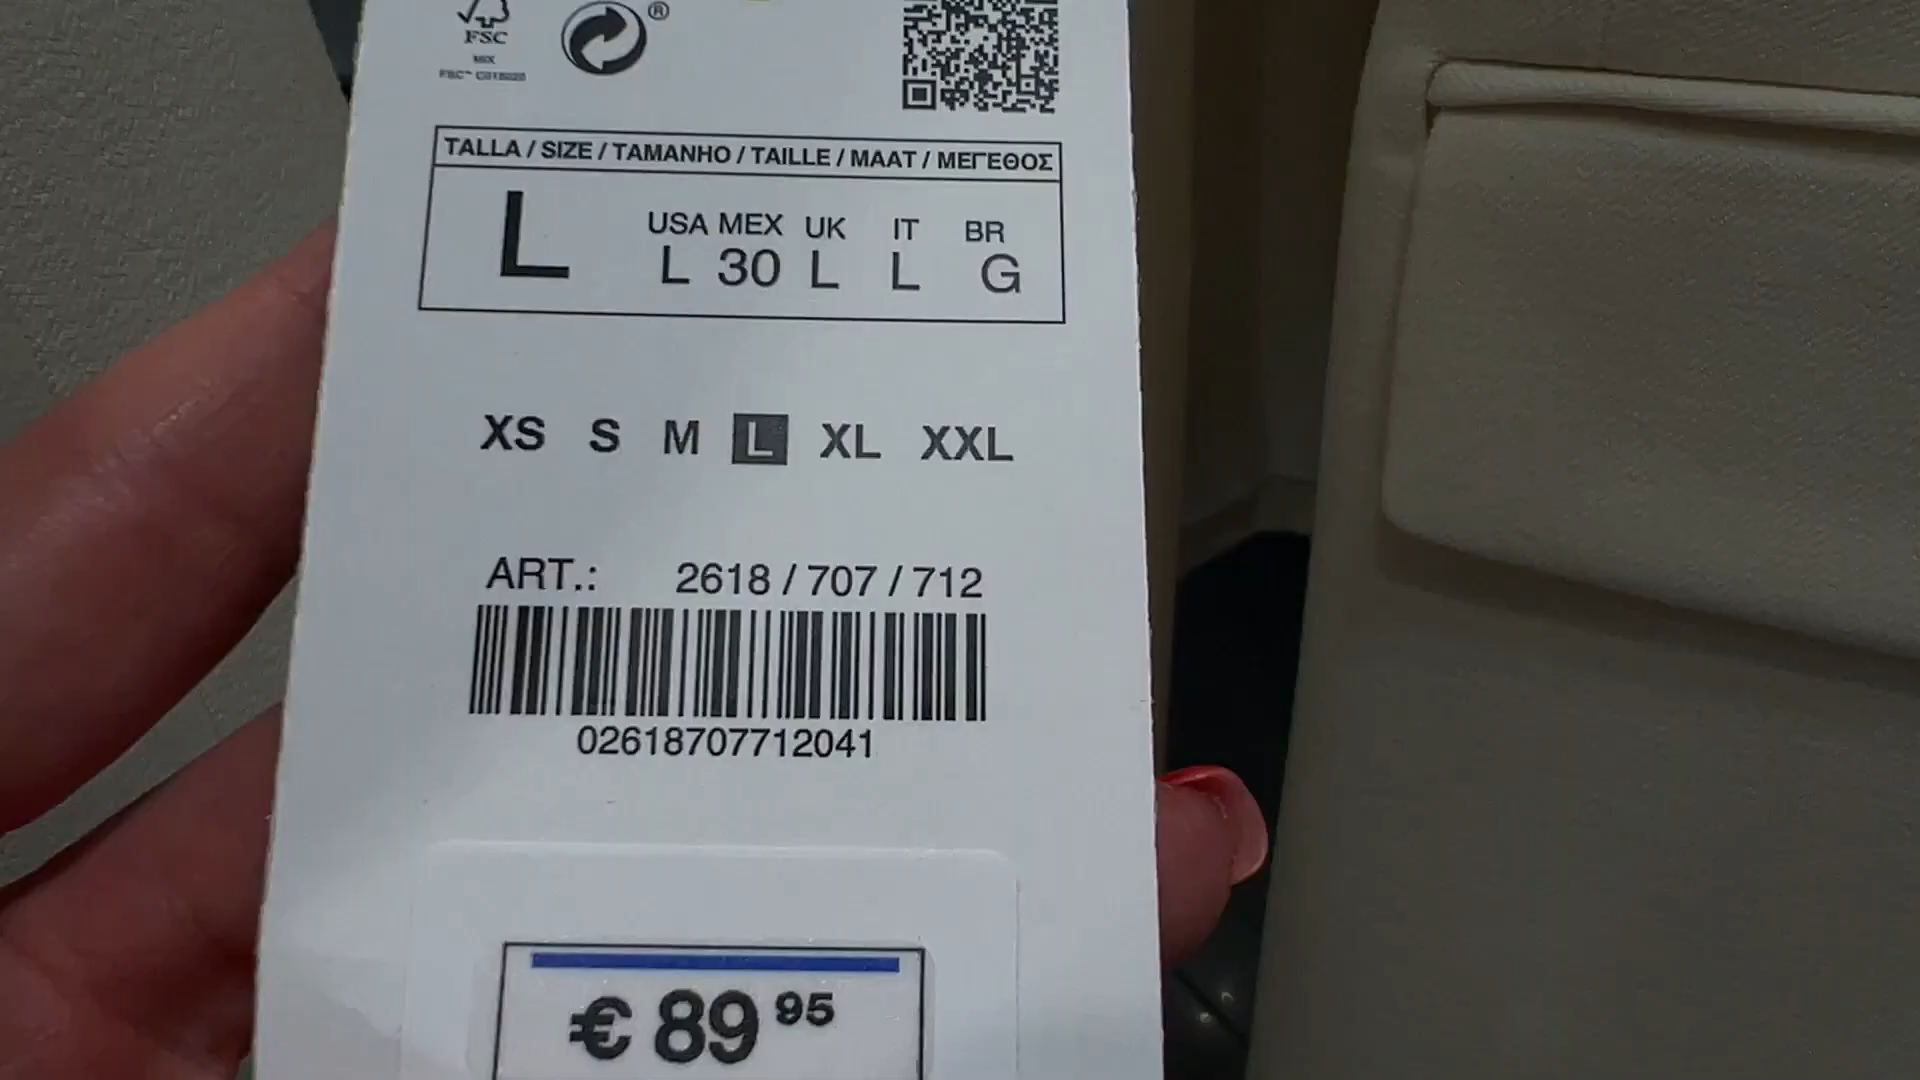 FSC
MIX
®
TALLA / SIZE / TAMANHO / TAILLE / MAAT / ΜΕΓΕΘΟΣ
L
USA MEX UK IT BR
L 30 L L G
XS S M L XL XXL
ART.: 2618 / 707 / 712
02618707712041
€ 89 95